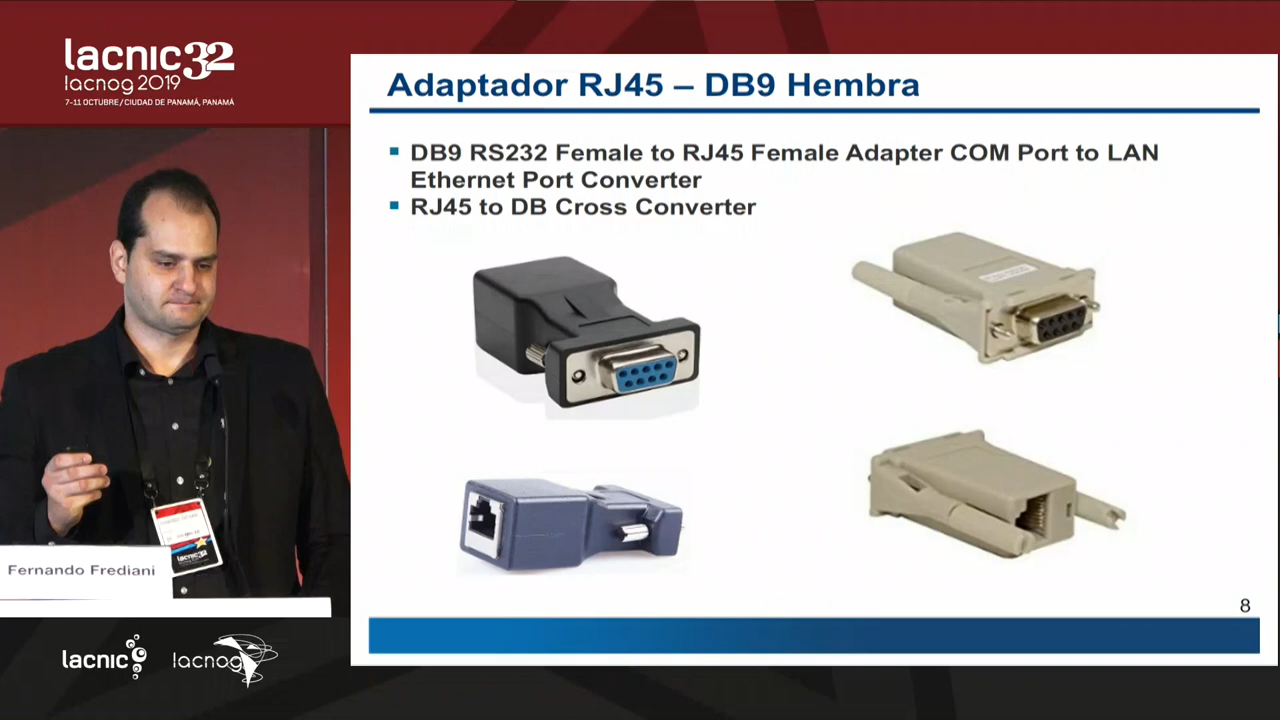 lacnic32
lacnog 2019
7-11 OCTUBRE / CIUDAD DE PANAMÁ, PANAMÁ
Adaptador RJ45 – DB9 Hembra
▪ DB9 RS232 Female to RJ45 Female Adapter COM Port to LAN
Ethernet Port Converter
▪ RJ45 to DB Cross Converter
lacnic32
Fernando Frediani
8
lacnic
lacnog